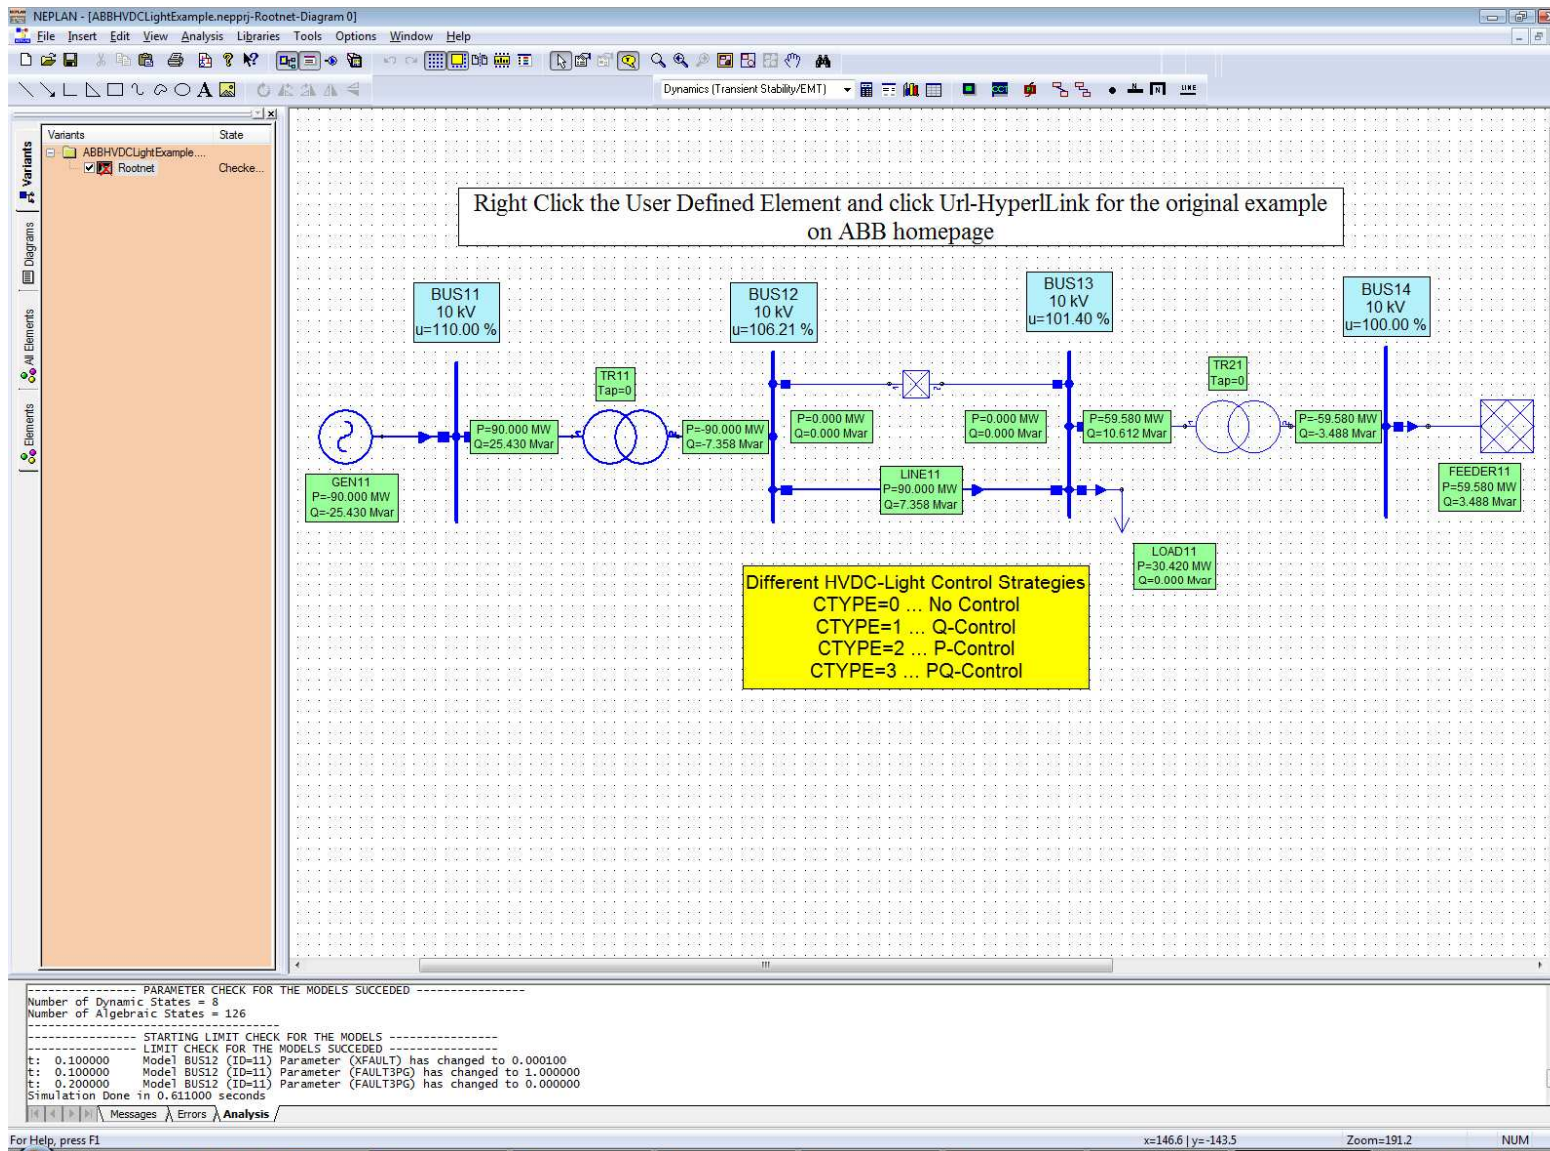 NEPLAN - [ABBHVDCLightExample.nepprj-Rootnet-Diagram 0]
File Insert Edit View Analysis Libraries Tools Options Window Help
Dynamics (Transient Stability/EMT)
Variants State
ABBHVDCLightExample....
Rootnet Checke...
Variants
Diagrams
All Elements
Elements
Right Click the User Defined Element and click Url-HyperlLink for the original example
on ABB homepage
BUS11
10 kV
u=110.00 %
BUS12
10 kV
u=106.21 %
BUS13
10 kV
u=101.40 %
BUS14
10 kV
u=100.00 %
TR11
Tap=0
TR21
Tap=0
P=90.000 MW
Q=25.430 Mvar
P=-90.000 MW
Q=-7.358 Mvar
P=0.000 MW
Q=0.000 Mvar
P=0.000 MW
Q=0.000 Mvar
P=59.580 MW
Q=10.612 Mvar
P=-59.580 MW
Q=-3.488 Mvar
GEN11
P=-90.000 MW
Q=-25.430 Mvar
LINE11
P=90.000 MW
Q=7.358 Mvar
FEEDER11
P=59.580 MW
Q=3.488 Mvar
LOAD11
P=30.420 MW
Q=0.000 Mvar
Different HVDC-Light Control Strategies
CTYPE=0 ... No Control
CTYPE=1 ... Q-Control
CTYPE=2 ... P-Control
CTYPE=3 ... PQ-Control
---------------- PARAMETER CHECK FOR THE MODELS SUCCEDED ----------------
Number of Dynamic States = 8
Number of Algebraic States = 126
-------------------------------------
---------------- STARTING LIMIT CHECK FOR THE MODELS ----------------
---------------- LIMIT CHECK FOR THE MODELS SUCCEDED ----------------
t: 0.100000 Model BUS12 (ID=11) Parameter (XFAULT) has changed to 0.000100
t: 0.100000 Model BUS12 (ID=11) Parameter (FAULT3PG) has changed to 1.000000
t: 0.200000 Model BUS12 (ID=11) Parameter (FAULT3PG) has changed to 0.000000
Simulation Done in 0.611000 seconds
Messages Errors Analysis
For Help, press F1 x=146.6 | y=-143.5 Zoom=191.2 NUM